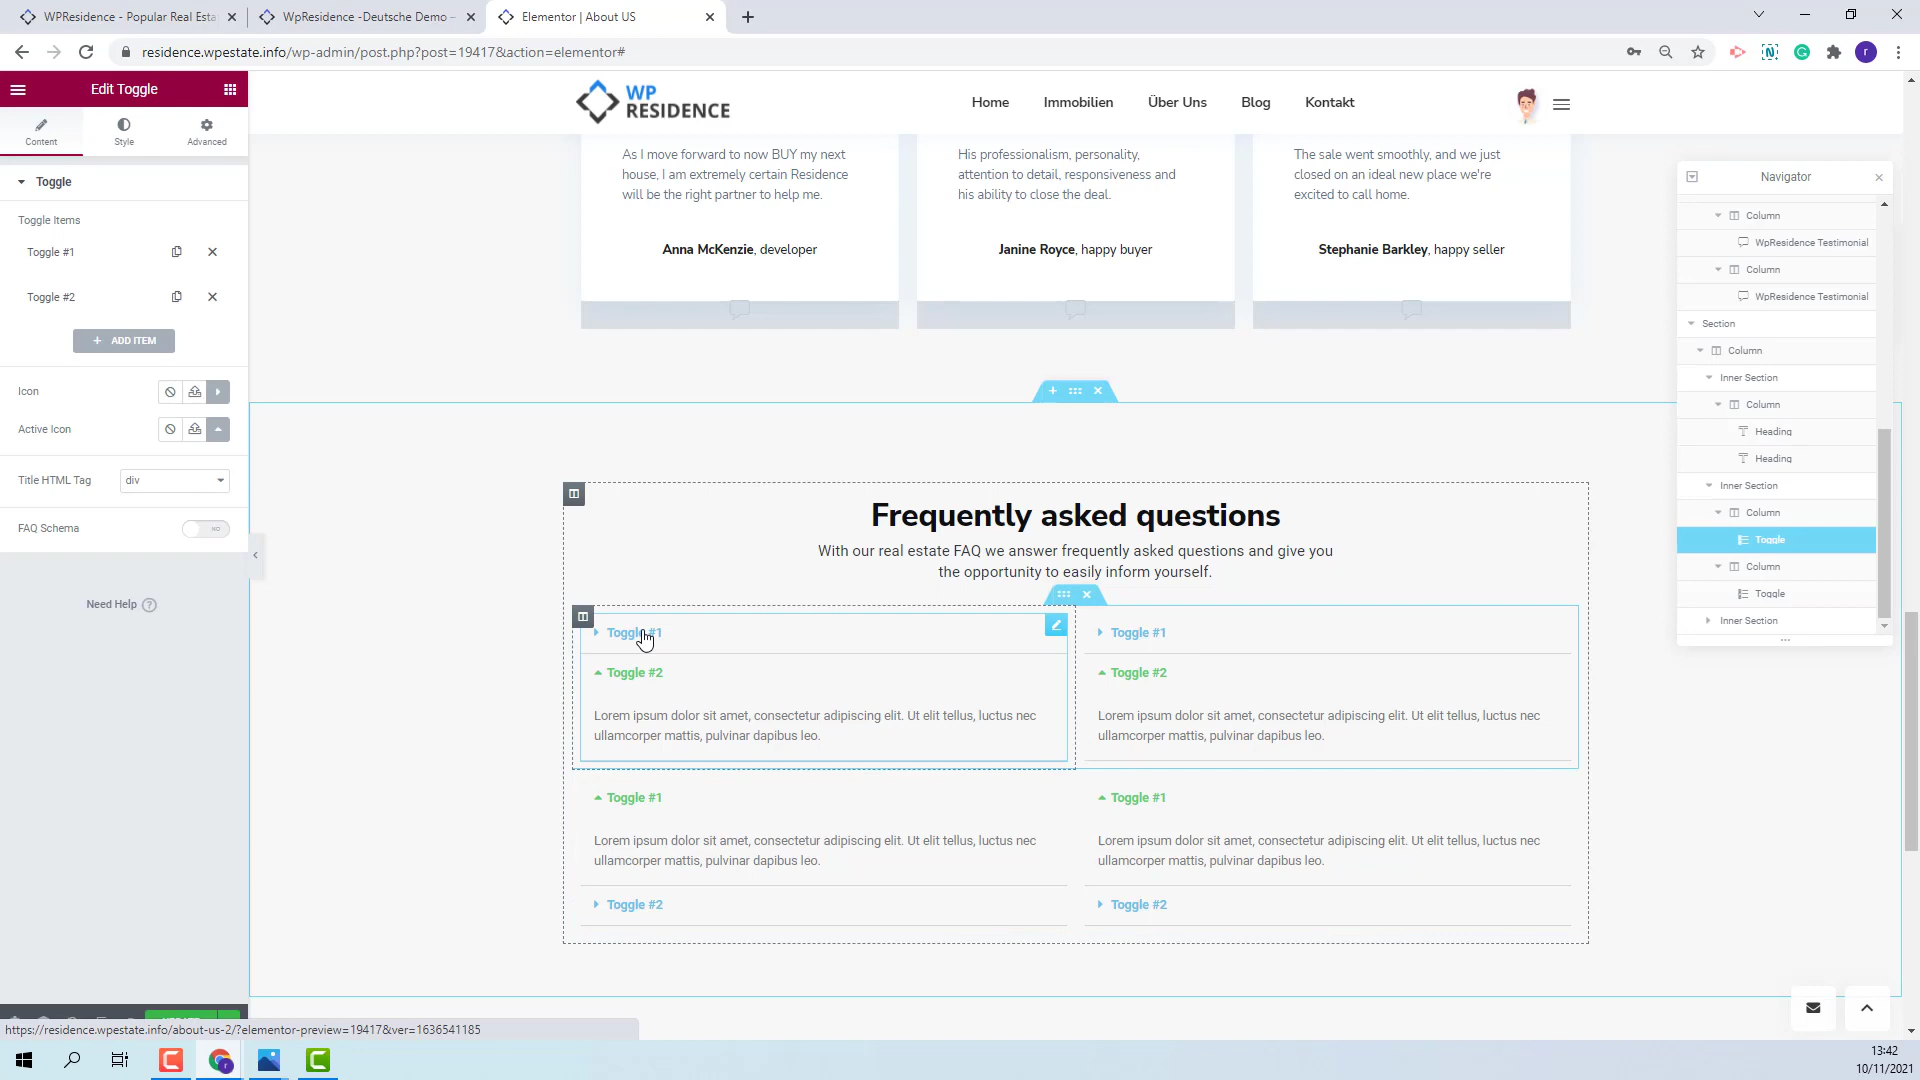 WPResidence - Popular Real Esta
WpResidence -Deutsche Demo –
Elementor | About US
residence.wpestate.info/wp-admin/post.php?post=19417&action=elementor#
Edit Toggle
Content
Style
Advanced
Toggle
Toggle Items
Toggle #1
Toggle #2
ADD ITEM
Icon
Active Icon
Title HTML Tag
div
FAQ Schema
NO
Need Help
WP
RESIDENCE
Home
Immobilien
Über Uns
Blog
Kontakt
As I move forward to now BUY my next
house, I am extremely certain Residence
will be the right partner to help me.
Anna McKenzie, developer
His professionalism, personality,
attention to detail, responsiveness and
his ability to close the deal.
Janine Royce, happy buyer
The sale went smoothly, and we just
closed on an ideal new place we're
excited to call home.
Stephanie Barkley, happy seller
Frequently asked questions
With our real estate FAQ we answer frequently asked questions and give you
the opportunity to easily inform yourself.
Toggle #1
Toggle #2
Lorem ipsum dolor sit amet, consectetur adipiscing elit. Ut elit tellus, luctus nec
ullamcorper mattis, pulvinar dapibus leo.
Toggle #1
Toggle #2
Lorem ipsum dolor sit amet, consectetur adipiscing elit. Ut elit tellus, luctus nec
ullamcorper mattis, pulvinar dapibus leo.
Toggle #1
Lorem ipsum dolor sit amet, consectetur adipiscing elit. Ut elit tellus, luctus nec
ullamcorper mattis, pulvinar dapibus leo.
Toggle #2
Toggle #1
Lorem ipsum dolor sit amet, consectetur adipiscing elit. Ut elit tellus, luctus nec
ullamcorper mattis, pulvinar dapibus leo.
Toggle #2
Navigator
Column
WpResidence Testimonial
Column
WpResidence Testimonial
Section
Column
Inner Section
Column
Heading
Heading
Inner Section
Column
Toggle
Column
Toggle
Inner Section
https://residence.wpestate.info/about-us-2/?elementor-preview=19417&ver=1636541185
13:42
10/11/2021